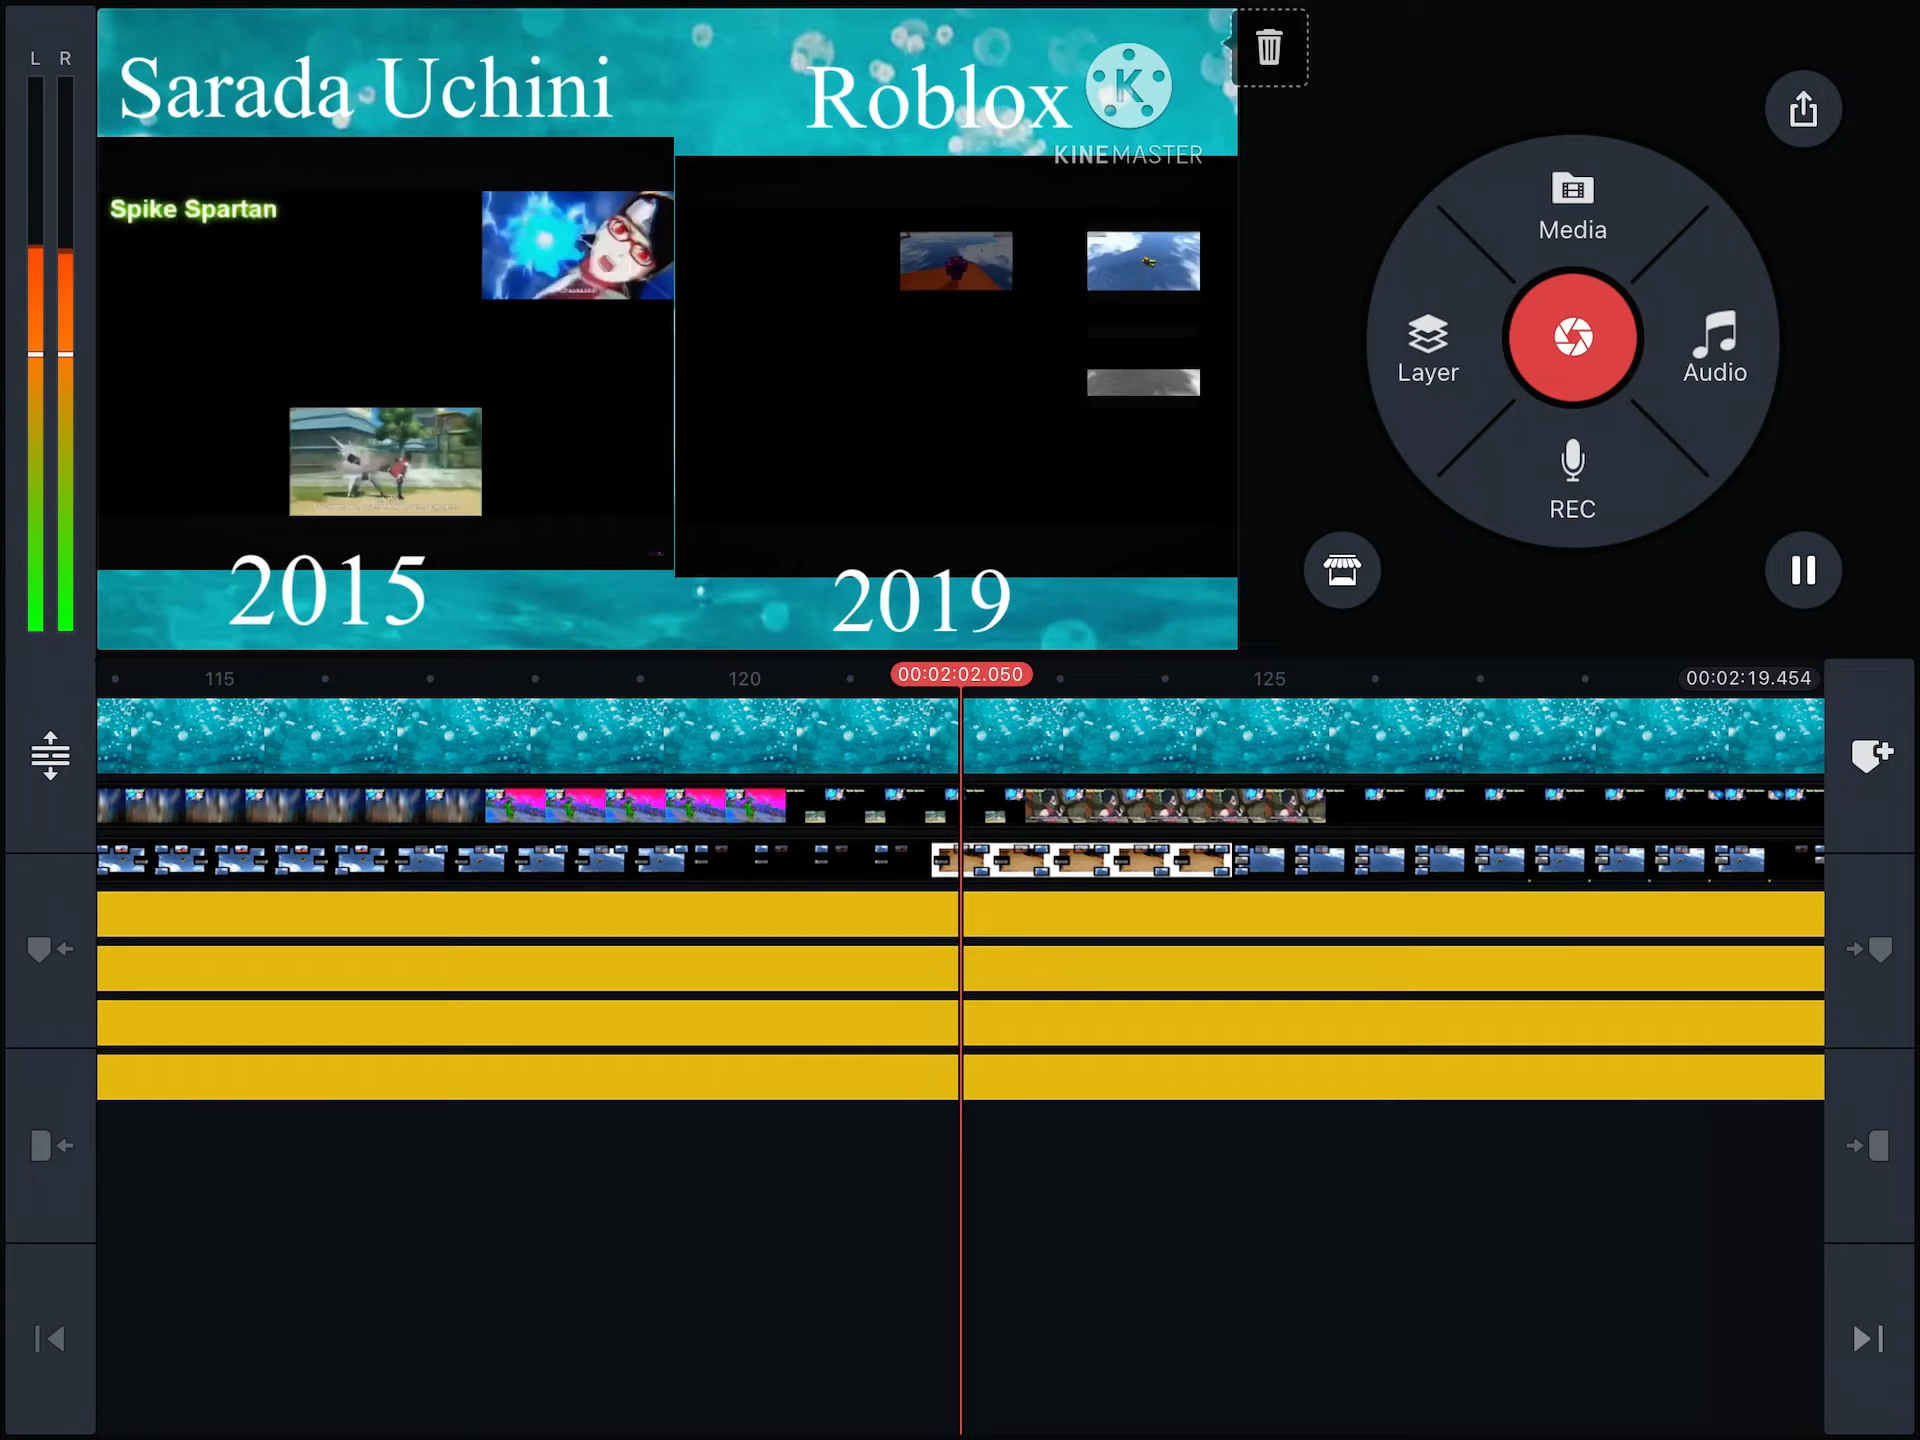 L R
Sarada Uchini
Roblox
K
KINEMASTER
Spike Spartan
2015
2019
Media
Layer
Audio
REC
115
120
00:02:02.050
125
00:02:19.454